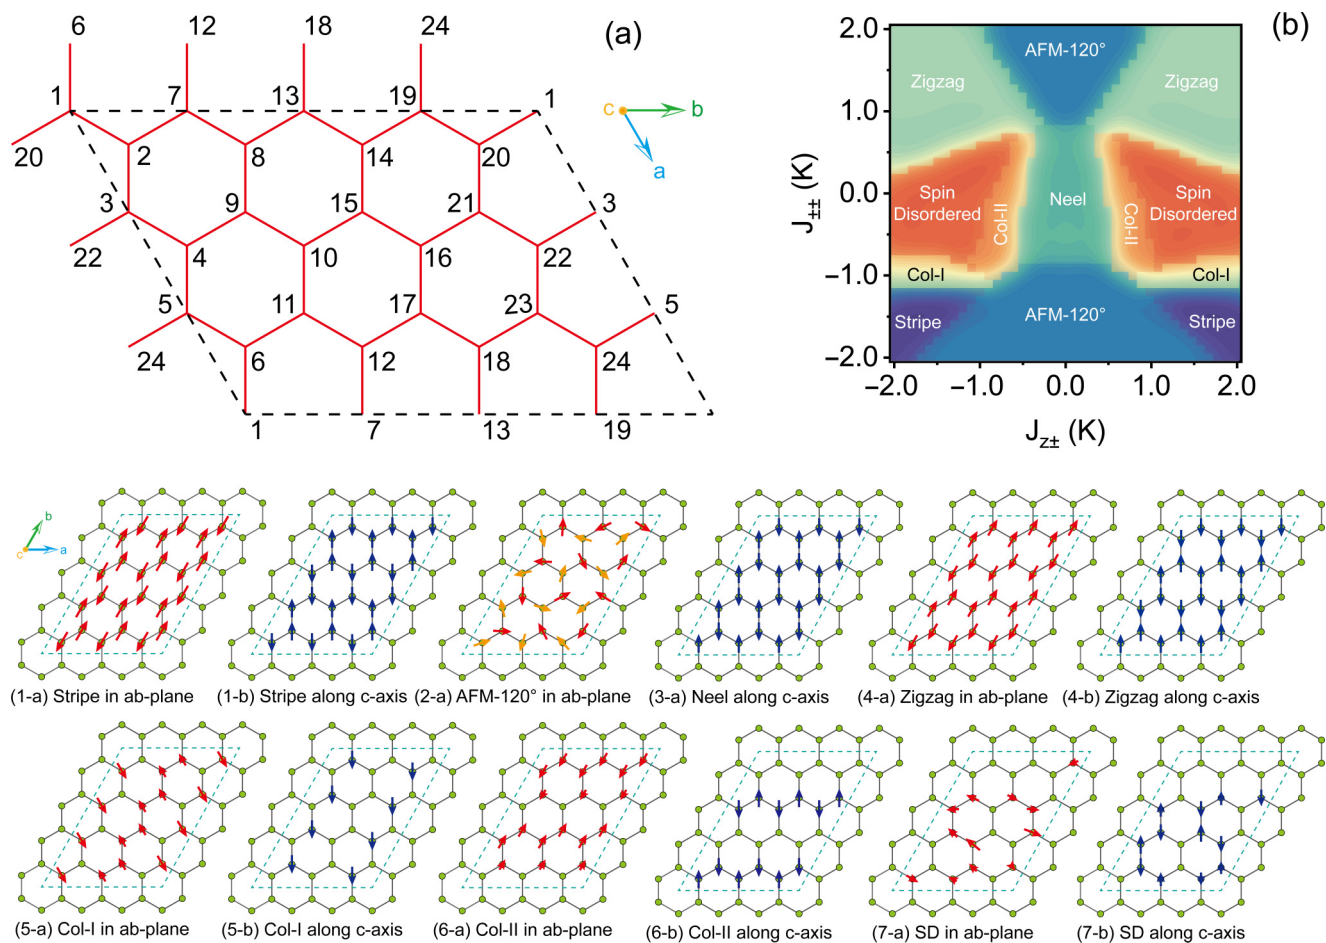 6 12 18 24 (a)
1 7 13 19 1
c b
a
20 2 8 14 20
3 9 15 21 3
22 4 10 16 22
5 11 17 23 5
24 6 12 18 24
1 7 13 19
(b)
J±± (K)
2.0
1.0
0.0
−1.0
−2.0
AFM-120°
Zigzag Zigzag
Spin Disordered
Col-II
Neel
Col-II
Spin Disordered
Col-I Col-I
Stripe AFM-120° Stripe
−2.0 −1.0 0.0 1.0 2.0
Jz± (K)
b
c a
(1-a) Stripe in ab-plane (1-b) Stripe along c-axis (2-a) AFM-120° in ab-plane (3-a) Neel along c-axis (4-a) Zigzag in ab-plane (4-b) Zigzag along c-axis
(5-a) Col-I in ab-plane (5-b) Col-I along c-axis (6-a) Col-II in ab-plane (6-b) Col-II along c-axis (7-a) SD in ab-plane (7-b) SD along c-axis